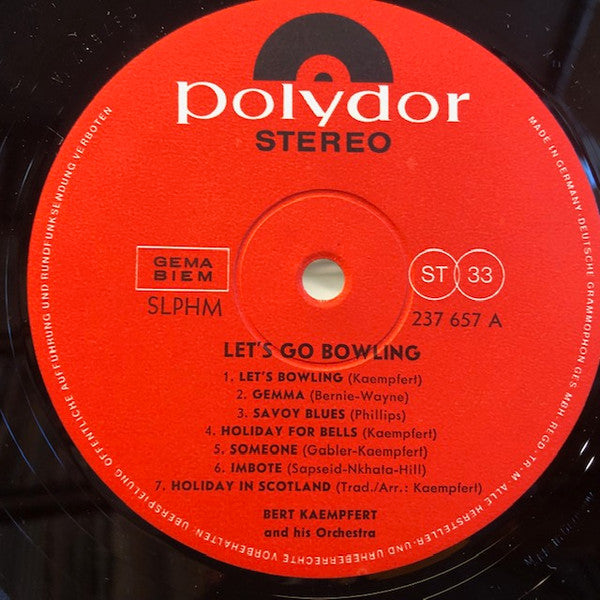 polydor
STEREO
GEMA
BIEM
SLPHM
ST 33
237 657 A
LET'S GO BOWLING
1. LET'S BOWLING (Kaempfert)
2. GEMMA (Bernie-Wayne)
3. SAVOY BLUES (Phillips)
4. HOLIDAY FOR BELLS (Kaempfert)
5. SOMEONE (Gabler-Kaempfert)
6. IMBOTE (Sapseid-Nkhata-Hill)
7. HOLIDAY IN SCOTLAND (Trad./Arr.: Kaempfert)
BERT KAEMPFERT
and his Orchestra
MADE IN GERMANY · DEUTSCHE GRAMMOPHON GES MBH. REGD.-TR.-M. ALLE HERSTELLER- UND URHEBERRECHTE VORBEHALTEN ÜBERSPIELUNG, ÖFFENTLICHE AUFFÜHRUNG UND RUNDFUNKSENDUNG VERBOTEN